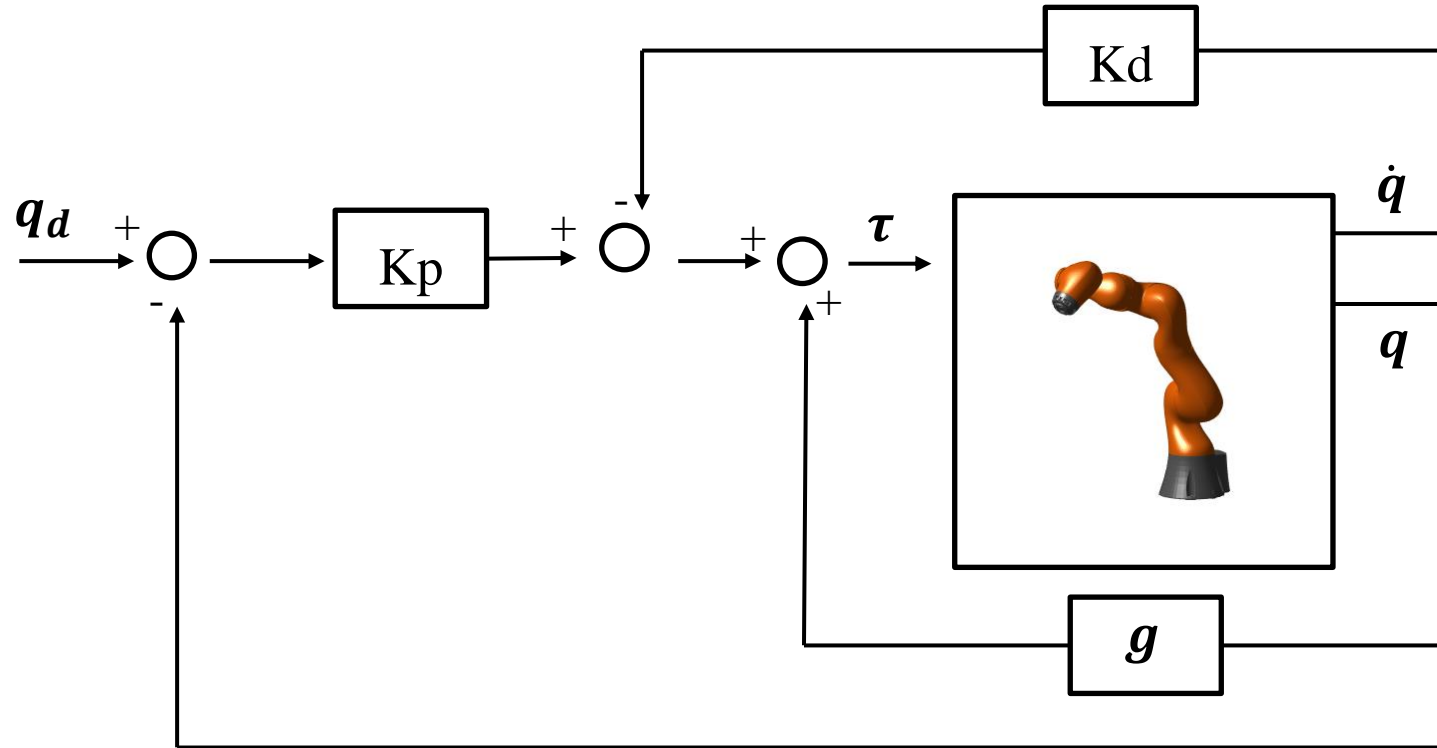 Kd
q̇
q_d
+
-
+
-
+
τ
Kp
+
q
g